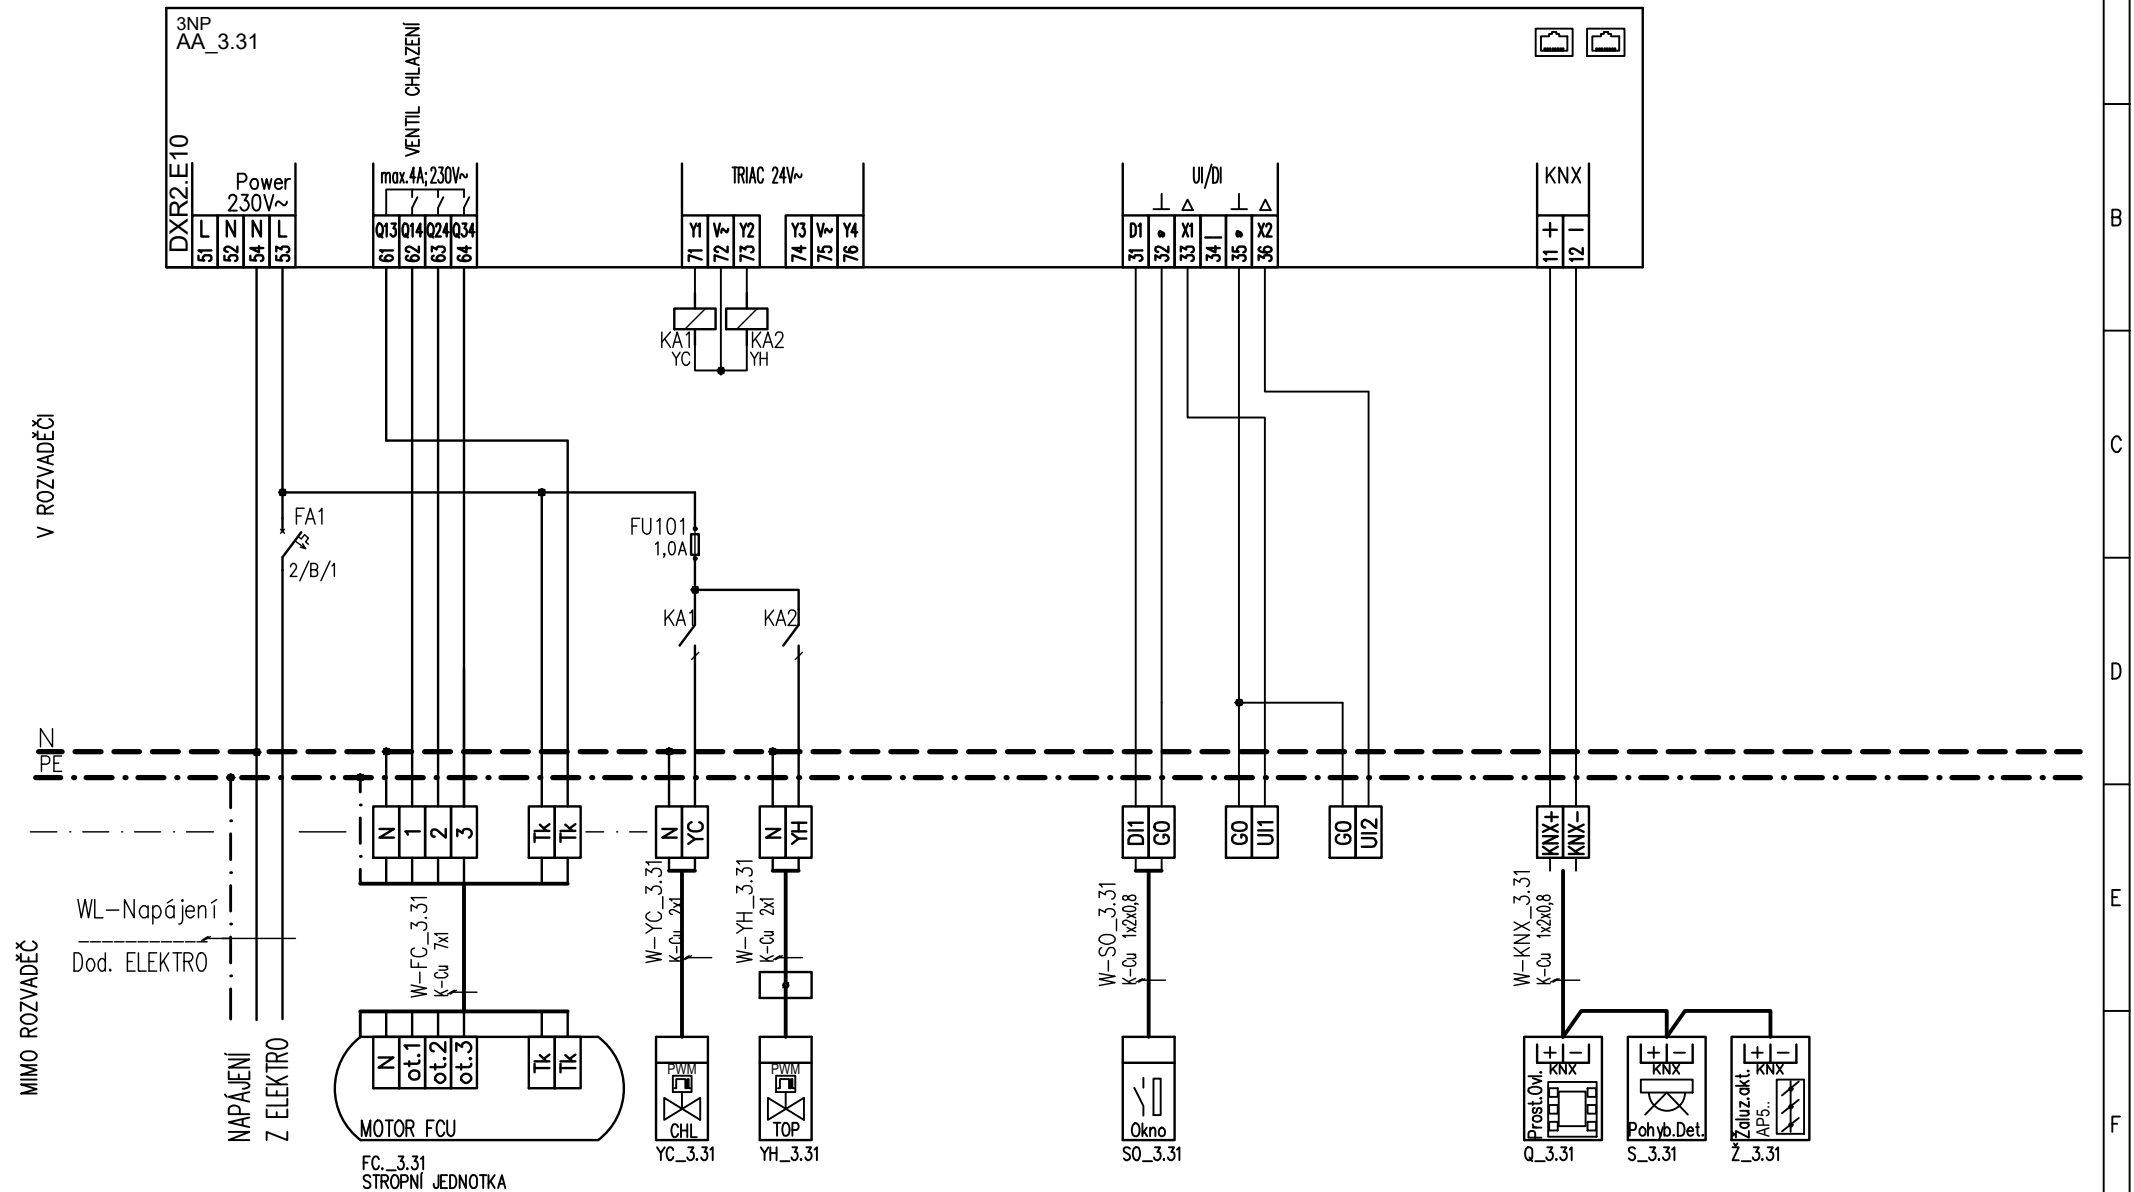 3NP
AA_3.31
VENTIL CHLAZENÍ
DXR2.E10
Power
230V~
max.4A;230V~
TRIAC 24V~
UI/DI
KNX
L N N L
51 52 54 53
Q13 Q14 Q24 Q34
61 62 63 64
Y1 V~ Y2
71 72 73
Y3 V~ Y4
74 75 76
D1 X1 X2
31 32 33 34 35 36
+ −
11 12
B
KA1
YC
KA2
YH
V ROZVADĚČI
C
FA1
2/B/1
FU101
1,0A
KA1
KA2
D
N
PE
N 1 2 3
Tk Tk
N YC
N YH
DI1 G0
G0 UI1
G0 UI2
KNX+ KNX-
WL-Napájení
Dod. ELEKTRO
W-FC_3.31
K-Cu 7x1
W-YC_3.31
K-Cu 2x1
W-YH_3.31
K-Cu 2x1
W-SO_3.31
K-Cu 1x2x0,8
W-KNX_3.31
K-Cu 1x2x0,8
E
MIMO ROZVADĚČ
NAPÁJENÍ
Z ELEKTRO
N ot.1 ot.2 ot.3
Tk Tk
MOTOR FCU
FC._3.31
STROPNÍ JEDNOTKA
PWM
CHL
YC_3.31
PWM
TOP
YH_3.31
Okno
SO_3.31
+ −
KNX
Prost.Ovl.
Q_3.31
+ −
KNX
Pohyb.Det.
S_3.31
+ −
KNX
Žaluz.akt.
AP5..
Ž_3.31
F